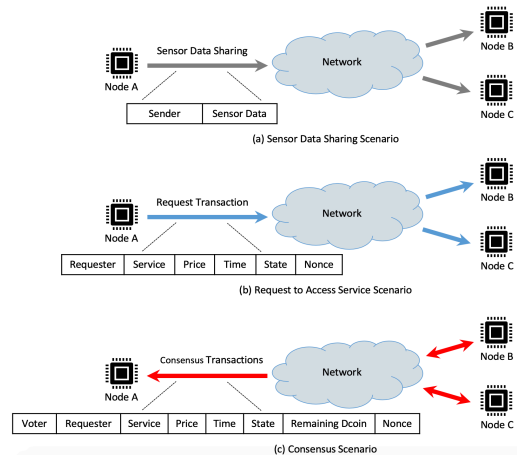 Sensor Data Sharing
Network
Node A
Node B
Node C
Sender Sensor Data
(a) Sensor Data Sharing Scenario
Request Transaction
Network
Node A
Node B
Node C
Requester Service Price Time State Nonce
(b) Request to Access Service Scenario
Consensus Transactions
Network
Node A
Node B
Node C
Voter Requester Service Price Time State Remaining Dcoin Nonce
(c) Consensus Scenario